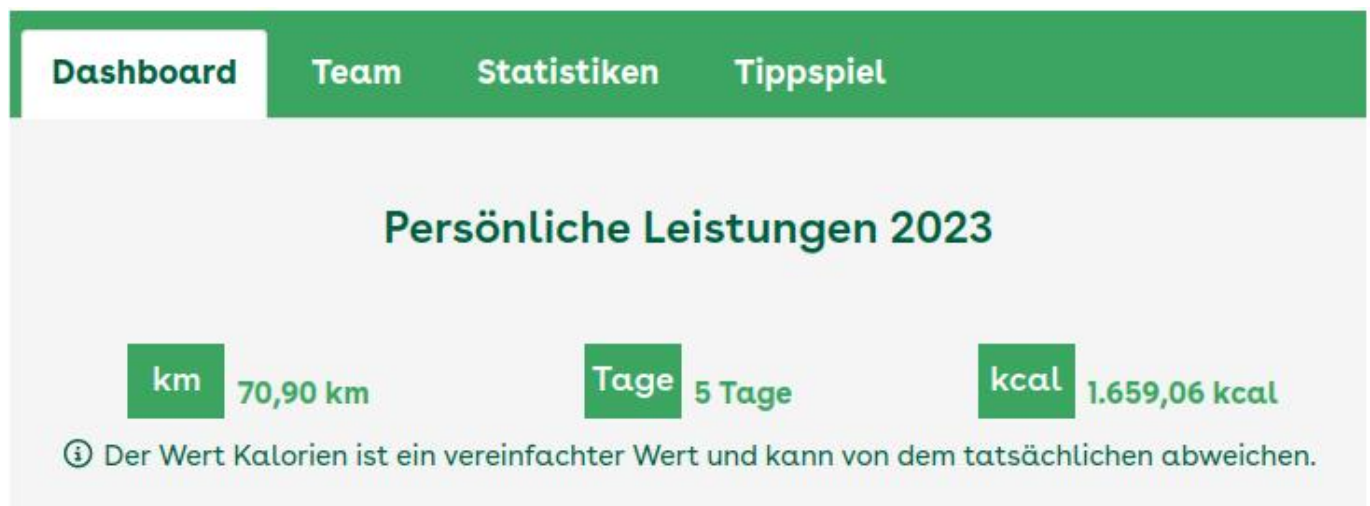 Dashboard Team Statistiken Tippspiel
Persönliche Leistungen 2023
km 70,90 km Tage 5 Tage kcal 1.659,06 kcal
Der Wert Kalorien ist ein vereinfachter Wert und kann von dem tatsächlichen abweichen.